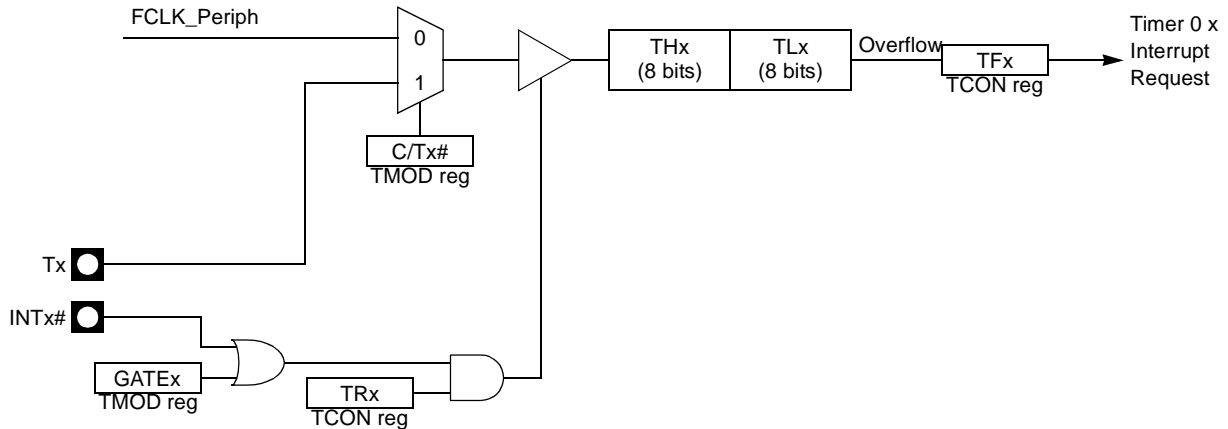 FCLK_Periph
0
1
THx
(8 bits)
TLx
(8 bits)
Overflow
TFx
TCON reg
Timer 0 x
Interrupt
Request
C/Tx#
TMOD reg
Tx
INTx#
GATEx
TMOD reg
TRx
TCON reg